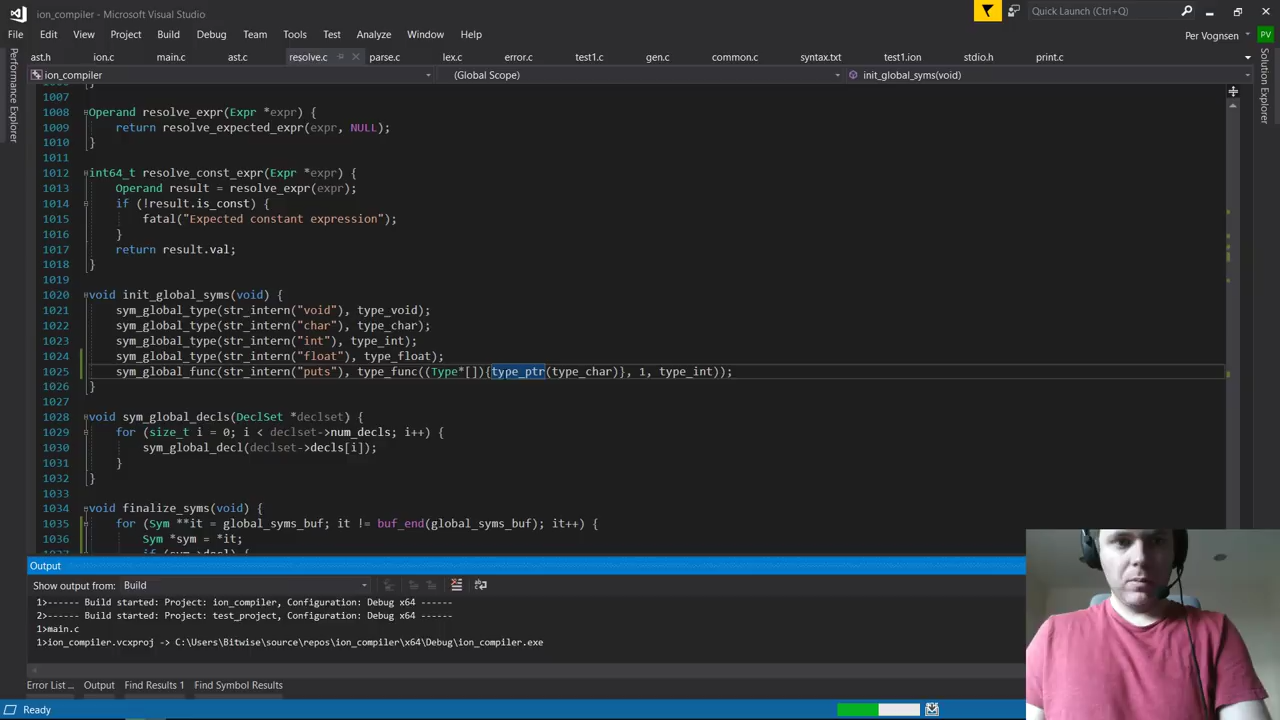 ion_compiler - Microsoft Visual Studio
Quick Launch (Ctrl+Q)
File Edit View Project Build Debug Team Tools Test Analyze Window Help
Per Vognsen PV
ast.h ion.c main.c ast.c resolve.c parse.c lex.c error.c test1.c gen.c common.c syntax.txt test1.ion stdio.h print.c
ion_compiler (Global Scope) init_global_syms(void)
Performance Explorer
Solution Explorer
1007
1008 Operand resolve_expr(Expr *expr) {
1009 return resolve_expected_expr(expr, NULL);
1010 }
1011
1012 int64_t resolve_const_expr(Expr *expr) {
1013 Operand result = resolve_expr(expr);
1014 if (!result.is_const) {
1015 fatal("Expected constant expression");
1016 }
1017 return result.val;
1018 }
1019
1020 void init_global_syms(void) {
1021 sym_global_type(str_intern("void"), type_void);
1022 sym_global_type(str_intern("char"), type_char);
1023 sym_global_type(str_intern("int"), type_int);
1024 sym_global_type(str_intern("float"), type_float);
1025 sym_global_func(str_intern("puts"), type_func((Type*[]){type_ptr(type_char)}, 1, type_int));
1026 }
1027
1028 void sym_global_decls(DeclSet *declset) {
1029 for (size_t i = 0; i < declset->num_decls; i++) {
1030 sym_global_decl(declset->decls[i]);
1031 }
1032 }
1033
1034 void finalize_syms(void) {
1035 for (Sym **it = global_syms_buf; it != buf_end(global_syms_buf); it++) {
1036 Sym *sym = *it;
1037 if (sym->decl) {
Output
Show output from: Build
1>------ Build started: Project: ion_compiler, Configuration: Debug x64 ------
2>------ Build started: Project: test_project, Configuration: Debug x64 ------
1>main.c
1>ion_compiler.vcxproj -> C:\Users\Bitwise\source\repos\ion_compiler\x64\Debug\ion_compiler.exe
Error List ... Output Find Results 1 Find Symbol Results
Ready